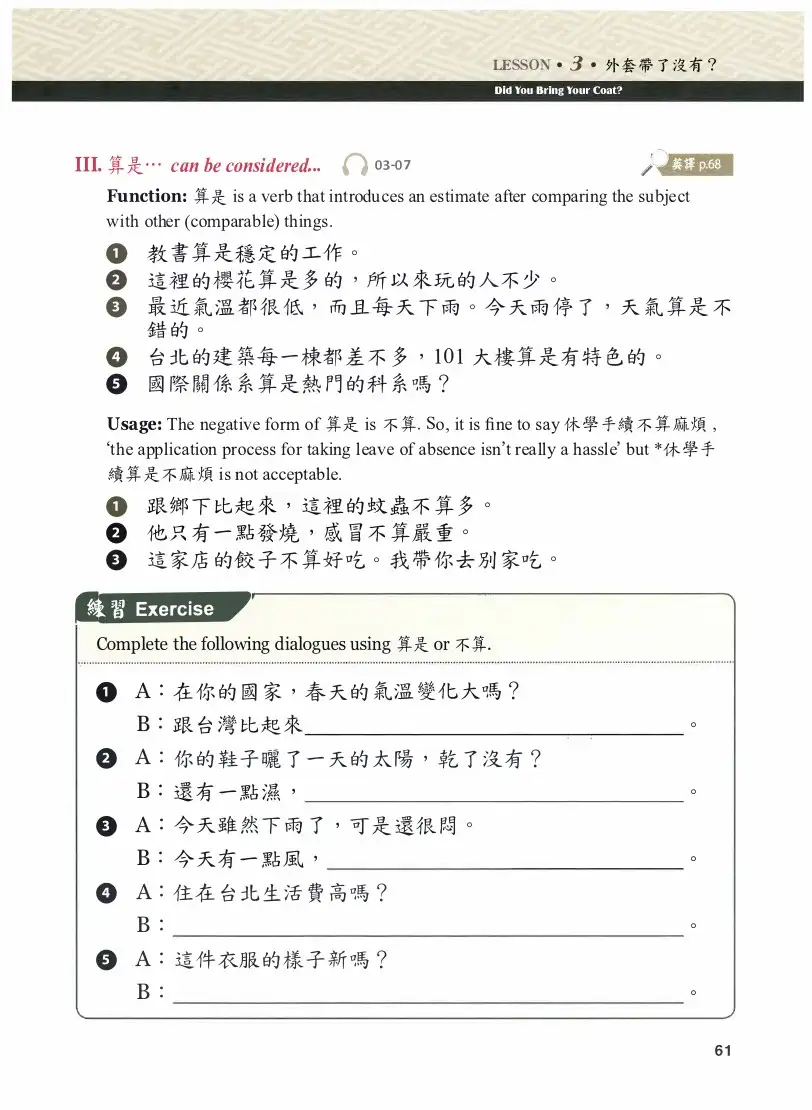 LESSON • 3 • 外套帶了沒有？
Did You Bring Your Coat?
III. 算是… can be considered... 03-07 英譯 p.68
Function: 算是 is a verb that introduces an estimate after comparing the subject
with other (comparable) things.
1 教書算是穩定的工作。
2 這裡的櫻花算是多的，所以來玩的人不少。
3 最近氣溫都很低，而且每天下雨。今天雨停了，天氣算是不
錯的。
4 台北的建築每一棟都差不多，101 大樓算是有特色的。
5 國際關係系算是熱門的科系嗎？
Usage: The negative form of 算是 is 不算. So, it is fine to say 休學手續不算麻煩 ,
‘the application process for taking leave of absence isn’t really a hassle’ but *休學手
續算是不麻煩 is not acceptable.
1 跟鄉下比起來，這裡的蚊蟲不算多。
2 他只有一點發燒，感冒不算嚴重。
3 這家店的餃子不算好吃。我帶你去別家吃。
練習 Exercise
Complete the following dialogues using 算是 or 不算.
1 A：在你的國家，春天的氣溫變化大嗎？
B：跟台灣比起來 。
2 A：你的鞋子曬了一天的太陽，乾了沒有？
B：還有一點濕， 。
3 A：今天雖然下雨了，可是還很悶。
B：今天有一點風， 。
4 A：住在台北生活費高嗎？
B： 。
5 A：這件衣服的樣子新嗎？
B： 。
61